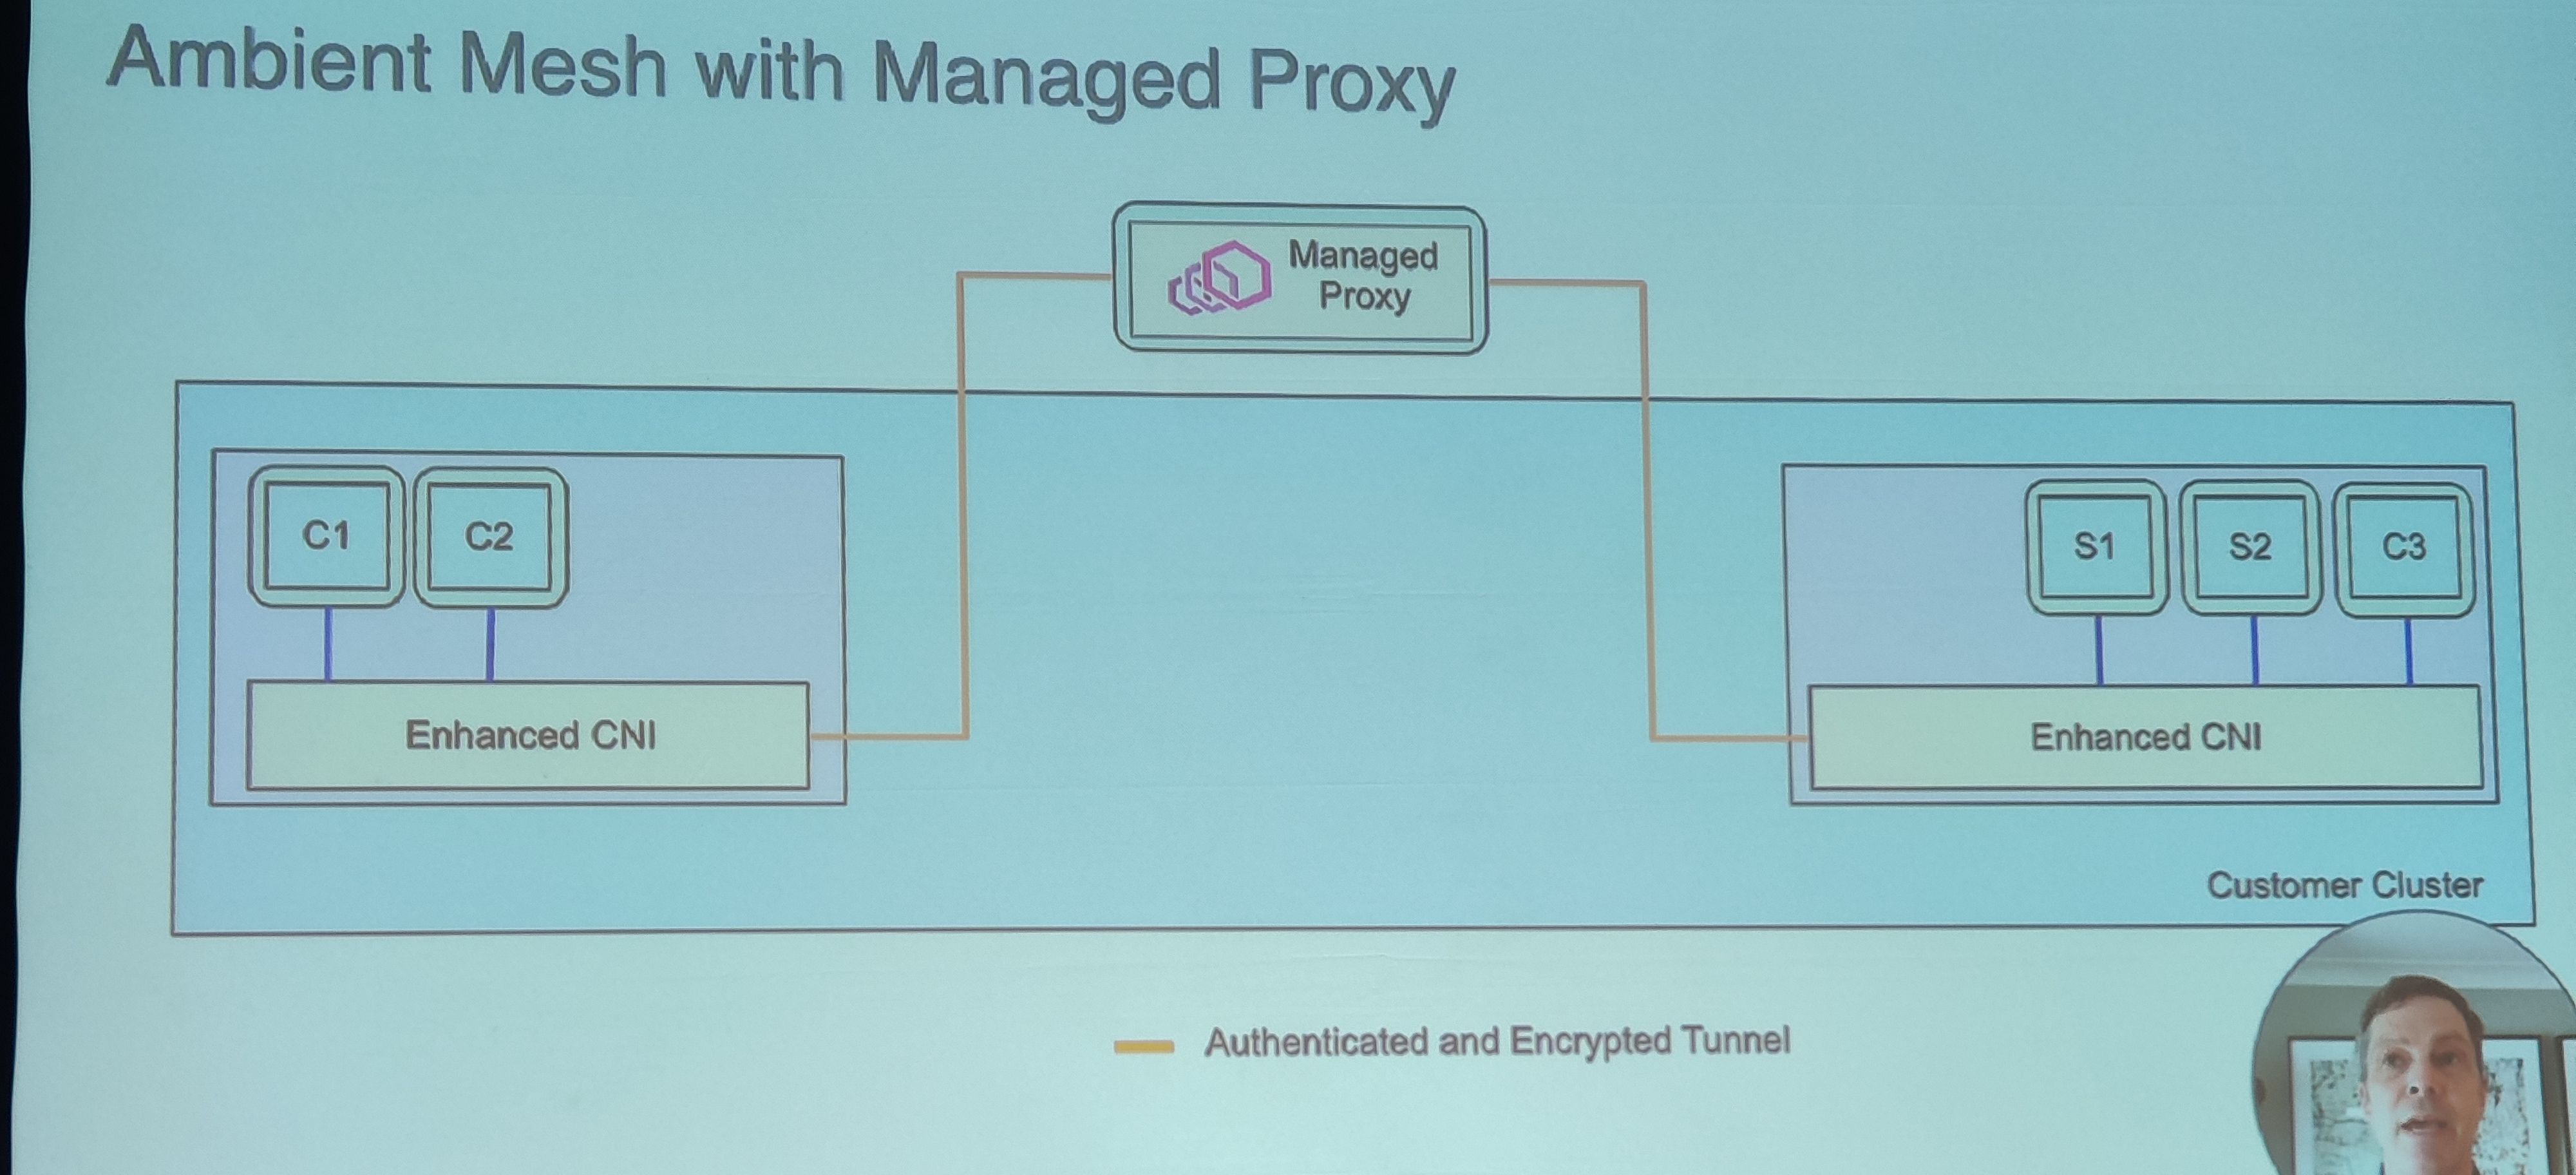 Ambient Mesh with Managed Proxy
Managed
Proxy
C1
C2
S1
S2
C3
Enhanced CNI
Enhanced CNI
Customer Cluster
Authenticated and Encrypted Tunnel